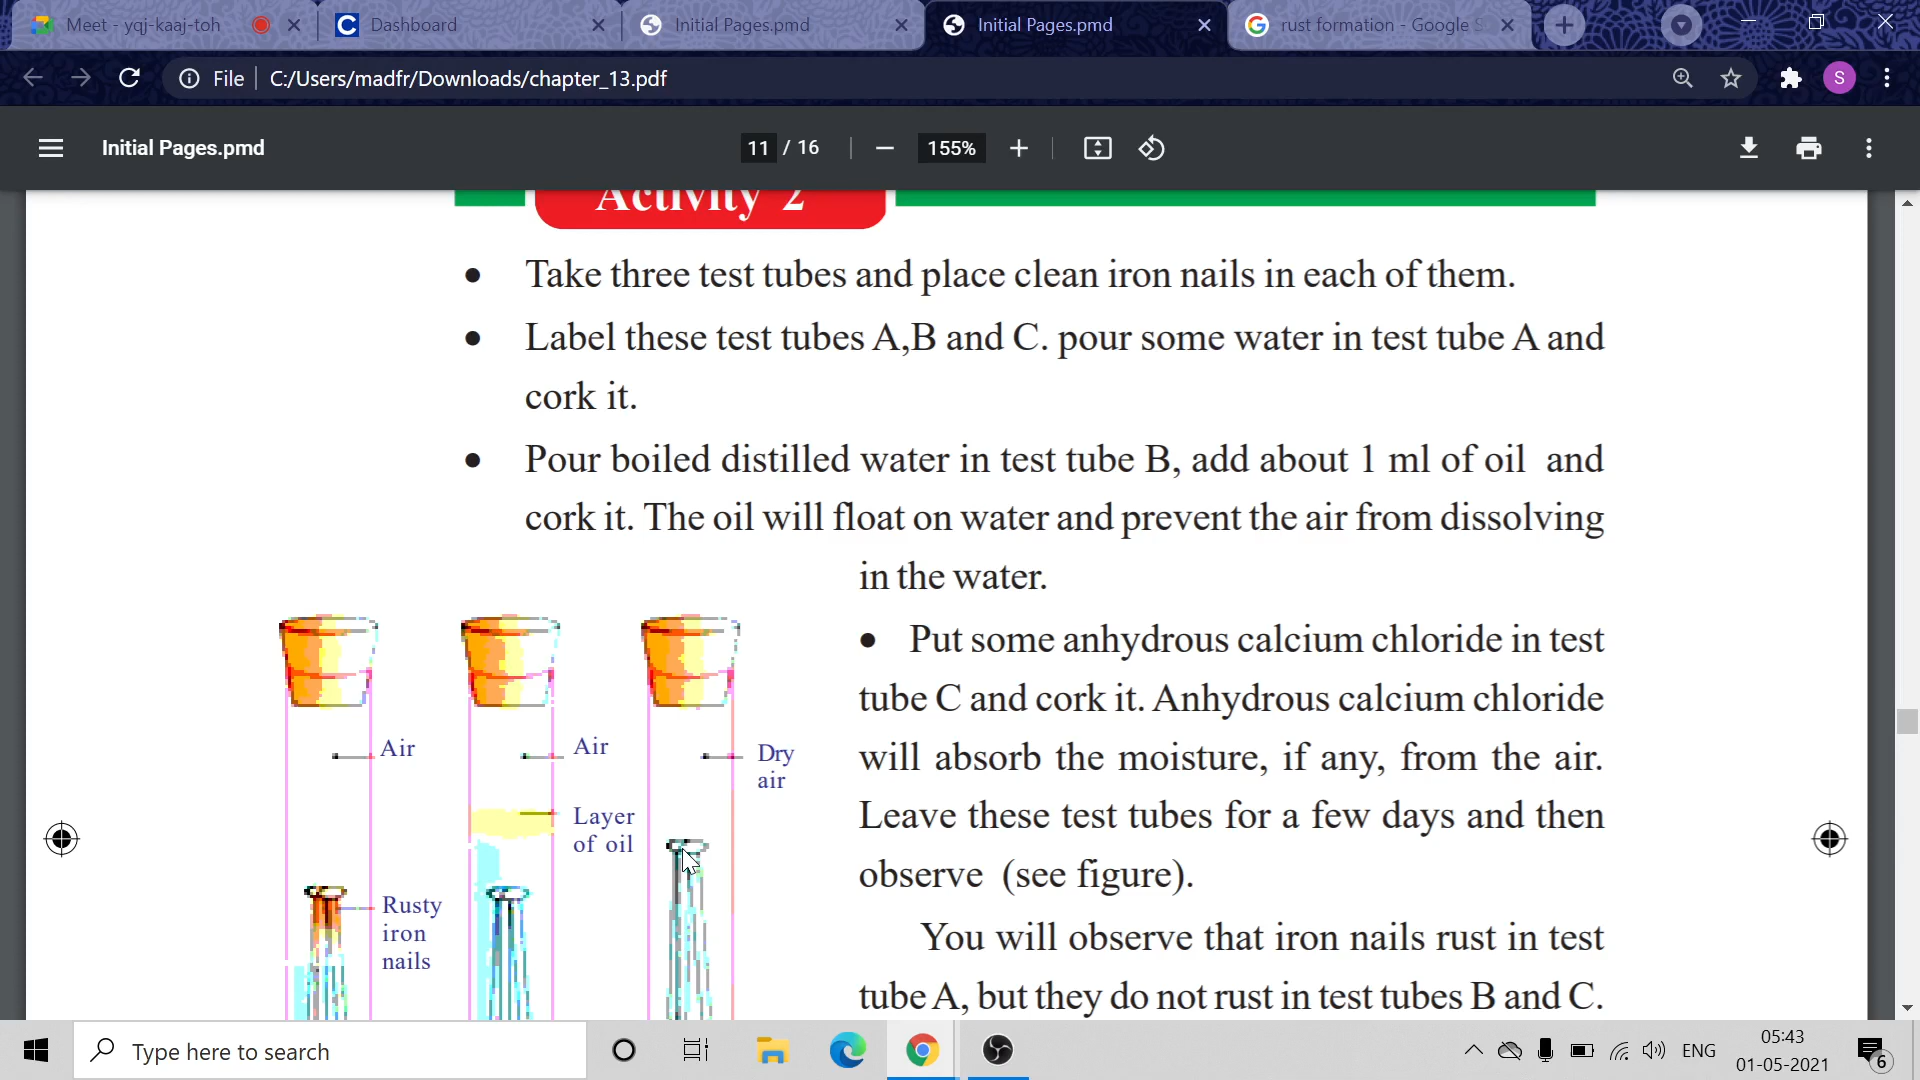 Meet - yqj-kaaj-toh
Dashboard
Initial Pages.pmd
Initial Pages.pmd
rust formation - Google S
File
C:/Users/madfr/Downloads/chapter_13.pdf
S
Initial Pages.pmd
11 / 16
155%
Activity 2
• Take three test tubes and place clean iron nails in each of them.
• Label these test tubes A,B and C. pour some water in test tube A and
cork it.
• Pour boiled distilled water in test tube B, add about 1 ml of oil and
cork it. The oil will float on water and prevent the air from dissolving
in the water.
• Put some anhydrous calcium chloride in test
tube C and cork it. Anhydrous calcium chloride
will absorb the moisture, if any, from the air.
Leave these test tubes for a few days and then
observe (see figure).
You will observe that iron nails rust in test
tube A, but they do not rust in test tubes B and C.
Air
Air
Dry
air
Layer
of oil
Rusty
iron
nails
Type here to search
ENG
05:43
01-05-2021
6